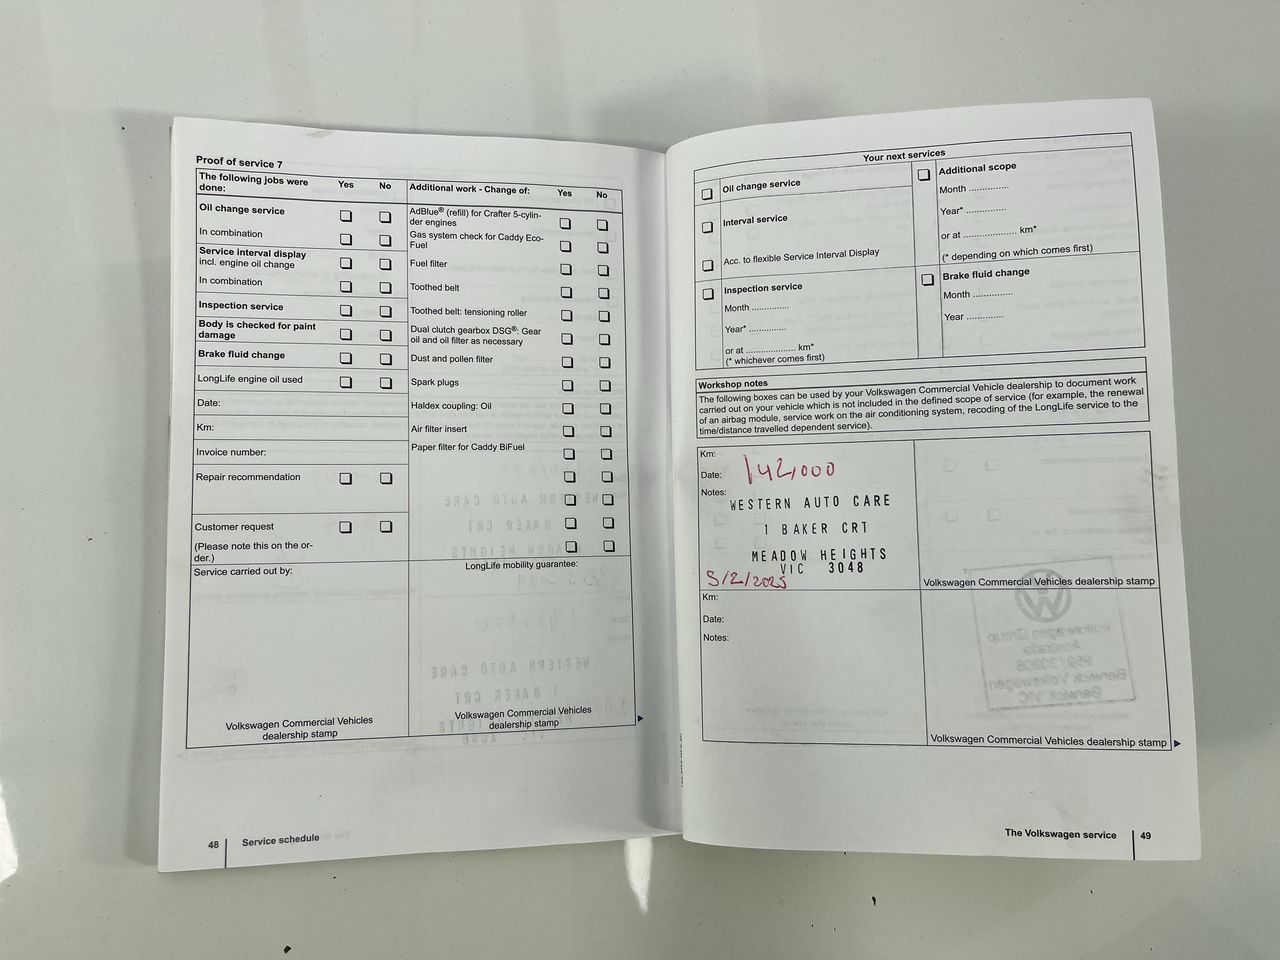 Proof of service 7
The following jobs were done: Yes No
Oil change service
In combination
Service interval display
incl. engine oil change
In combination
Inspection service
Body is checked for paint
damage
Brake fluid change
LongLife engine oil used
Date:
Km:
Invoice number:
Repair recommendation
Customer request
(Please note this on the or-
der.)
Additional work - Change of: Yes No
AdBlue® (refill) for Crafter 5-cylin-
der engines
Gas system check for Caddy Eco-
Fuel
Fuel filter
Toothed belt
Toothed belt: tensioning roller
Dual clutch gearbox DSG®: Gear
oil and oil filter as necessary
Dust and pollen filter
Spark plugs
Haldex coupling: Oil
Air filter insert
Paper filter for Caddy BiFuel
Service carried out by:
Volkswagen Commercial Vehicles
dealership stamp
LongLife mobility guarantee:
Volkswagen Commercial Vehicles
dealership stamp
48 Service schedule
Your next services
Oil change service
Interval service
Acc. to flexible Service Interval Display
Inspection service
Month ...............
Year* ...............
or at .................... km*
(* whichever comes first)
Additional scope
Month ................
Year* ................
or at ..................... km*
(* depending on which comes first)
Brake fluid change
Month ................
Year ...............
Workshop notes
The following boxes can be used by your Volkswagen Commercial Vehicle dealership to document work
carried out on your vehicle which is not included in the defined scope of service (for example, the renewal
of an airbag module, service work on the air conditioning system, recoding of the LongLife service to the
time/distance travelled dependent service).
Km:
Date: 142,000
Notes:
WESTERN AUTO CARE
1 BAKER CRT
MEADOW HEIGHTS
VIC 3048
5/2/2025
Volkswagen Commercial Vehicles dealership stamp
Km:
Date:
Notes:
Volkswagen Commercial Vehicles dealership stamp
The Volkswagen service 49